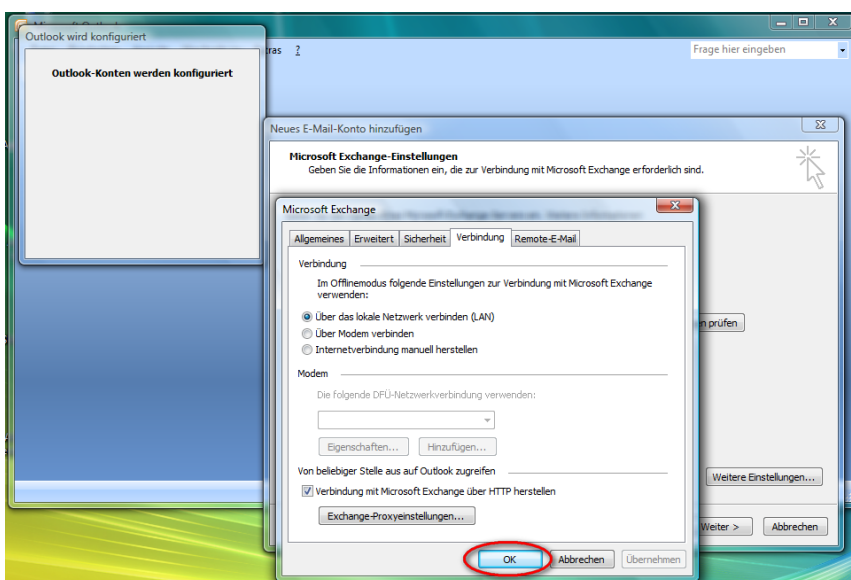 Outlook wird konfiguriert
Outlook-Konten werden konfiguriert
?
Frage hier eingeben
Neues E-Mail-Konto hinzufügen
Microsoft Exchange-Einstellungen
Geben Sie die Informationen ein, die zur Verbindung mit Microsoft Exchange erforderlich sind.
Microsoft Exchange
Allgemeines Erweitert Sicherheit Verbindung Remote-E-Mail
Verbindung
Im Offlinemodus folgende Einstellungen zur Verbindung mit Microsoft Exchange
verwenden:
Über das lokale Netzwerk verbinden (LAN)
Über Modem verbinden
Internetverbindung manuell herstellen
prüfen
Modem
Die folgende DFÜ-Netzwerkverbindung verwenden:
Eigenschaften... Hinzufügen...
Von beliebiger Stelle aus auf Outlook zugreifen
Verbindung mit Microsoft Exchange über HTTP herstellen
Exchange-Proxyeinstellungen...
Weitere Einstellungen...
Weiter > Abbrechen
OK Abbrechen Übernehmen